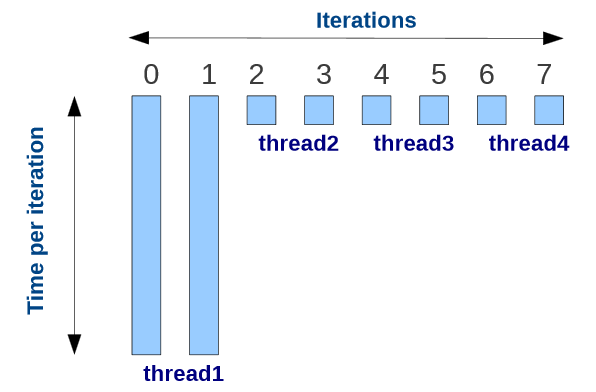 Iterations
0 1 2 3 4 5 6 7
thread2 thread3 thread4
Time per iteration
thread1